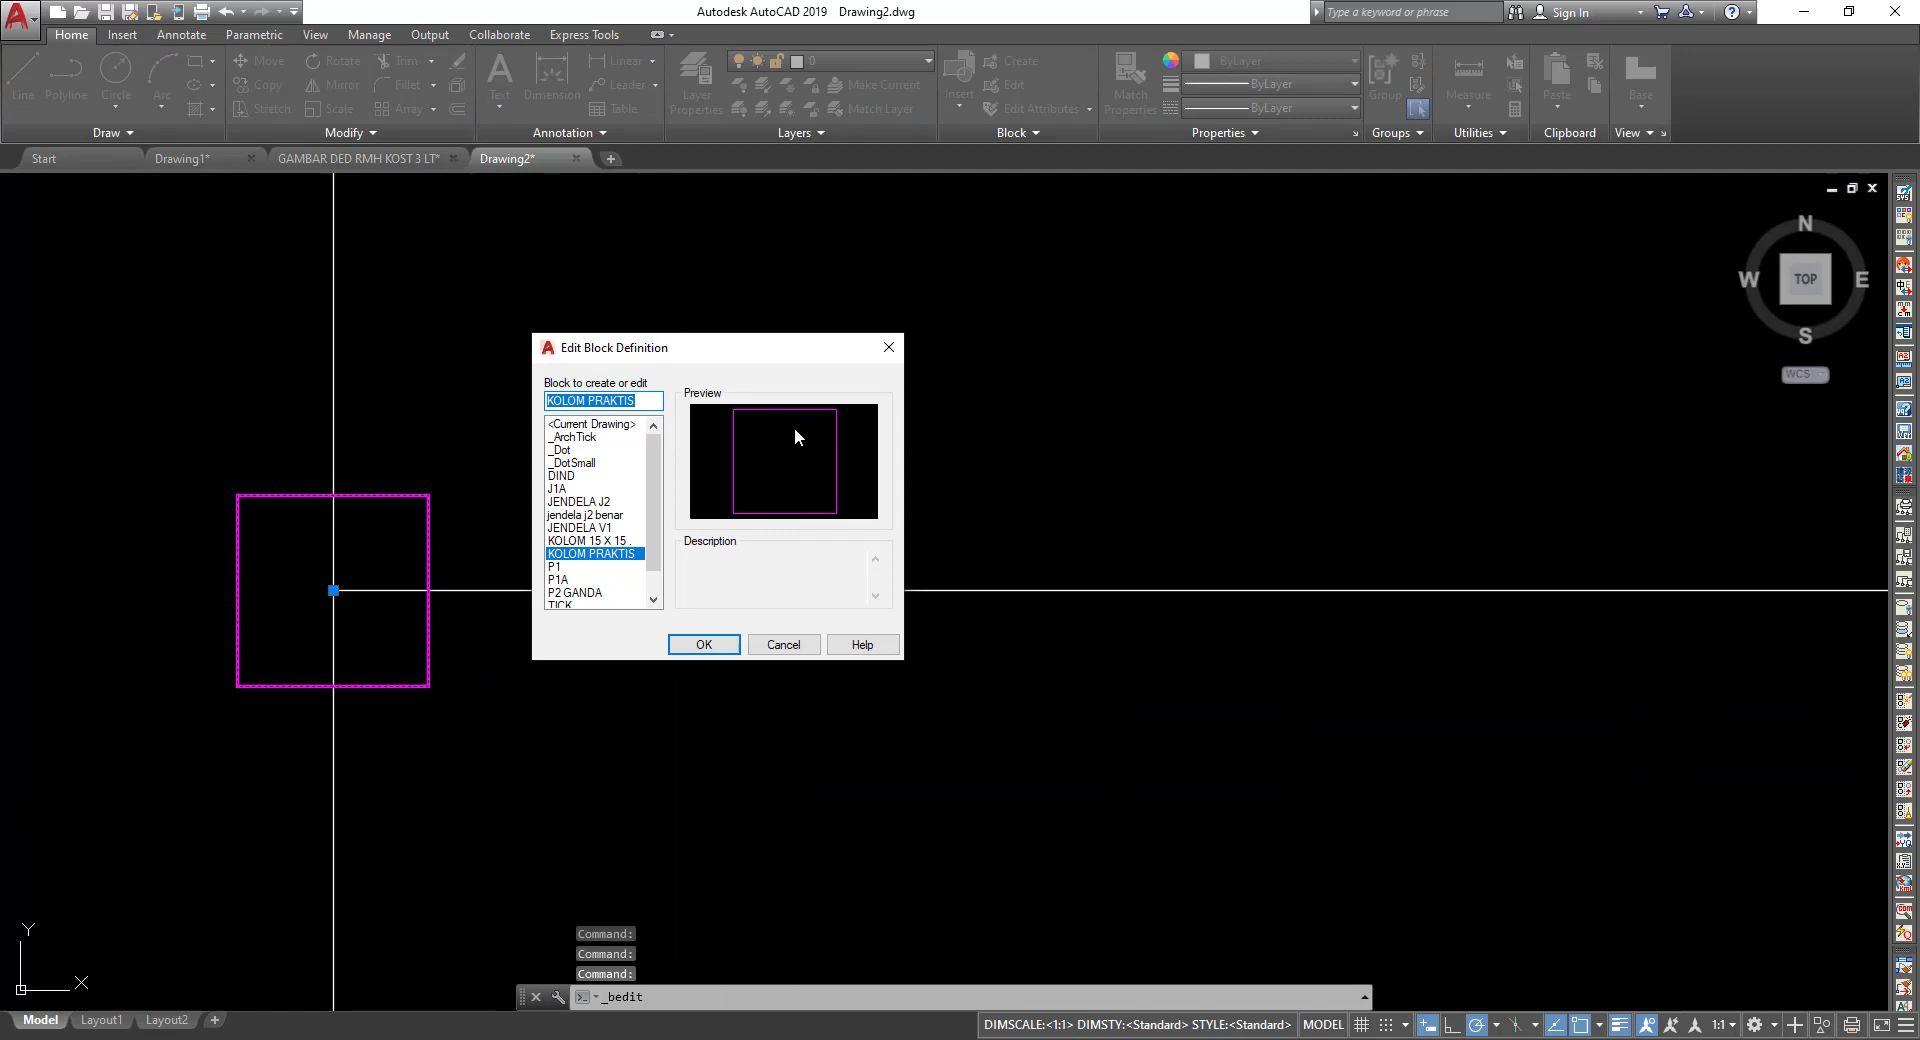 Autodesk AutoCAD 2019 Drawing2.dwg
Type a keyword or phrase
Sign In
Home Insert Annotate Parametric View Manage Output Collaborate Express Tools
Line Polyline Circle Arc
Move Rotate Trim
Copy Mirror Fillet
Stretch Scale Array
Text Dimension
Linear
Leader
Table
Layer Properties
0
Make Current
Match Layer
Insert
Create
Edit
Edit Attributes
Match Properties
ByLayer
ByLayer
ByLayer
Group Measure Paste Base
Draw Modify Annotation Layers Block Properties Groups Utilities Clipboard View
Start Drawing1* GAMBAR DED RMH KOST 3 LT* Drawing2*
N
W TOP E
S
WCS
Edit Block Definition
Block to create or edit
KOLOM PRAKTIS
<Current Drawing>
_ArchTick
_Dot
_DotSmall
DIND
J1A
JENDELA J2
jendela j2 benar
JENDELA V1
KOLOM 15 X 15 .
KOLOM PRAKTIS
P1
P1A
P2 GANDA
TICK
Preview
Description
OK Cancel Help
Y
X
Command:
Command:
Command:
_bedit
Model Layout1 Layout2
DIMSCALE:<1:1> DIMSTY:<Standard> STYLE:<Standard> MODEL 1:1